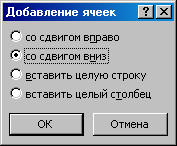 Добавление ячеек
со сдвигом вправо
со сдвигом вниз
вставить целую строку
вставить целый столбец
ОК
Отмена